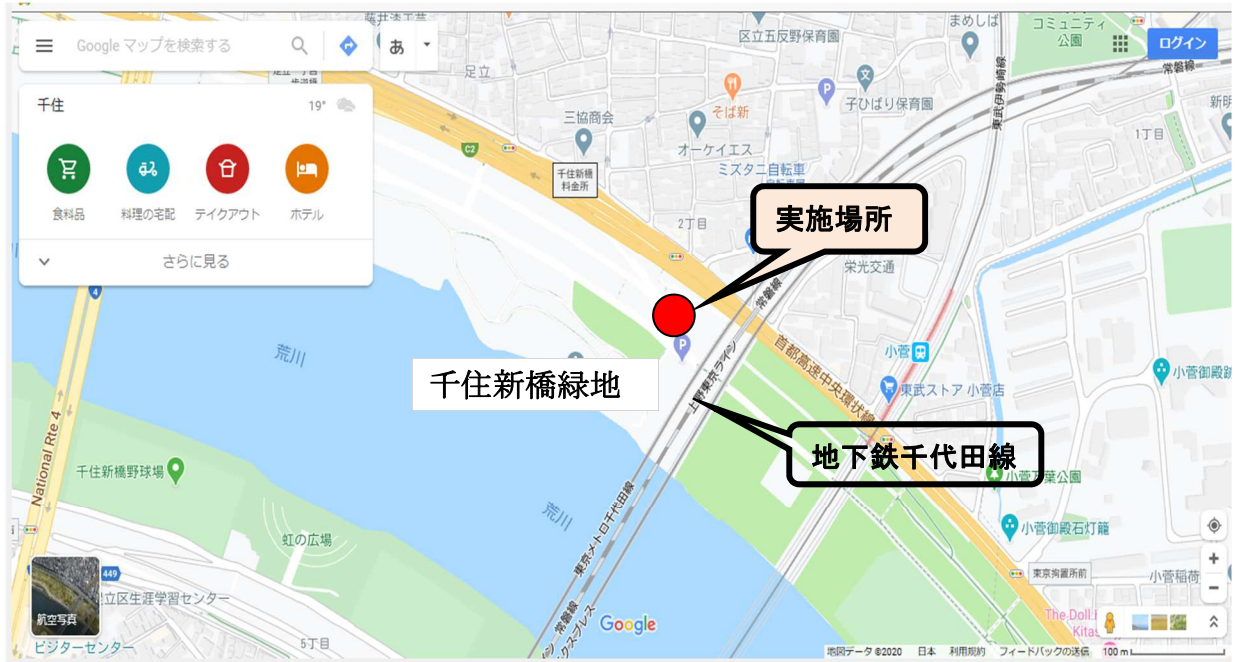 Google マップを検索する
あ
ログイン
千住
19°
食料品
料理の宅配
テイクアウト
ホテル
さらに見る
足立
区立五反野保育園
まめしば
コミュニティ
公園
常磐線
東武伊勢崎線
そば新
子ひばり保育園
三協商会
オーケイエス
ミズタニ自転車
1丁目
C2
千住新橋
料金所
2丁目
実施場所
栄光交通
常磐線
4
荒川
千住新橋緑地
上野東京ライン
首都高速中央環状線
小菅
東武ストア 小菅店
小菅御殿
地下鉄千代田線
National Rte 4
千住新橋野球場
荒川
東京メトロ千代田線
小菅御殿石灯籠
虹の広場
449
東京拘置所前
小菅稲荷
立区生涯学習センター
航空写真
ビジターセンター
5丁目
常磐線
Google
The Doll
Kitas
地図データ ©2020
日本
利用規約
フィードバックの送信
100 m